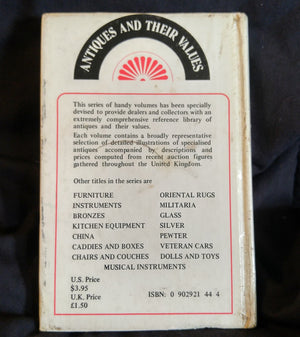 ANTIQUES AND THEIR VALUES
This series of handy volumes has been specially
devised to provide dealers and collectors with an
extremely comprehensive reference library of
antiques and their values.
Each volume contains a broadly representative
selection of detailed illustrations of specialised
antiques accompanied by descriptions and
prices computed from recent auction figures
gathered throughout the United Kingdom.
Other titles in the series are
FURNITURE ORIENTAL RUGS
INSTRUMENTS MILITARIA
BRONZES GLASS
KITCHEN EQUIPMENT SILVER
CHINA PEWTER
CADDIES AND BOXES VETERAN CARS
CHAIRS AND COUCHES DOLLS AND TOYS
MUSICAL INSTRUMENTS
U.S. Price
$3.95
U.K. Price
£1.50
ISBN: 0 902921 44 4